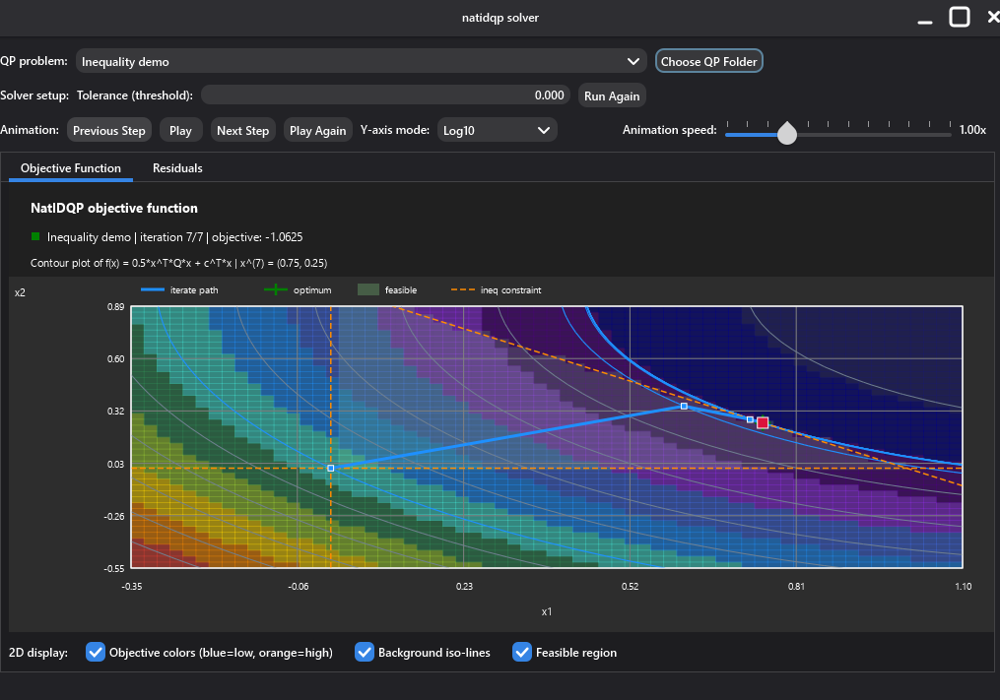 natidqp solver
QP problem: Inequality demo Choose QP Folder
Solver setup: Tolerance (threshold): 0.000 Run Again
Animation: Previous Step Play Next Step Play Again Y-axis mode: Log10 Animation speed: 1.00x
Objective Function Residuals
NatIDQP objective function
Inequality demo | iteration 7/7 | objective: -1.0625
Contour plot of f(x) = 0.5*x^T*Q*x + c^T*x | x^(7) = (0.75, 0.25)
x2 iterate path optimum feasible ineq constraint
0.89
0.60
0.32
0.03
-0.26
-0.55
-0.35 -0.06 0.23 0.52 0.81 1.10
x1
2D display: Objective colors (blue=low, orange=high) Background iso-lines Feasible region